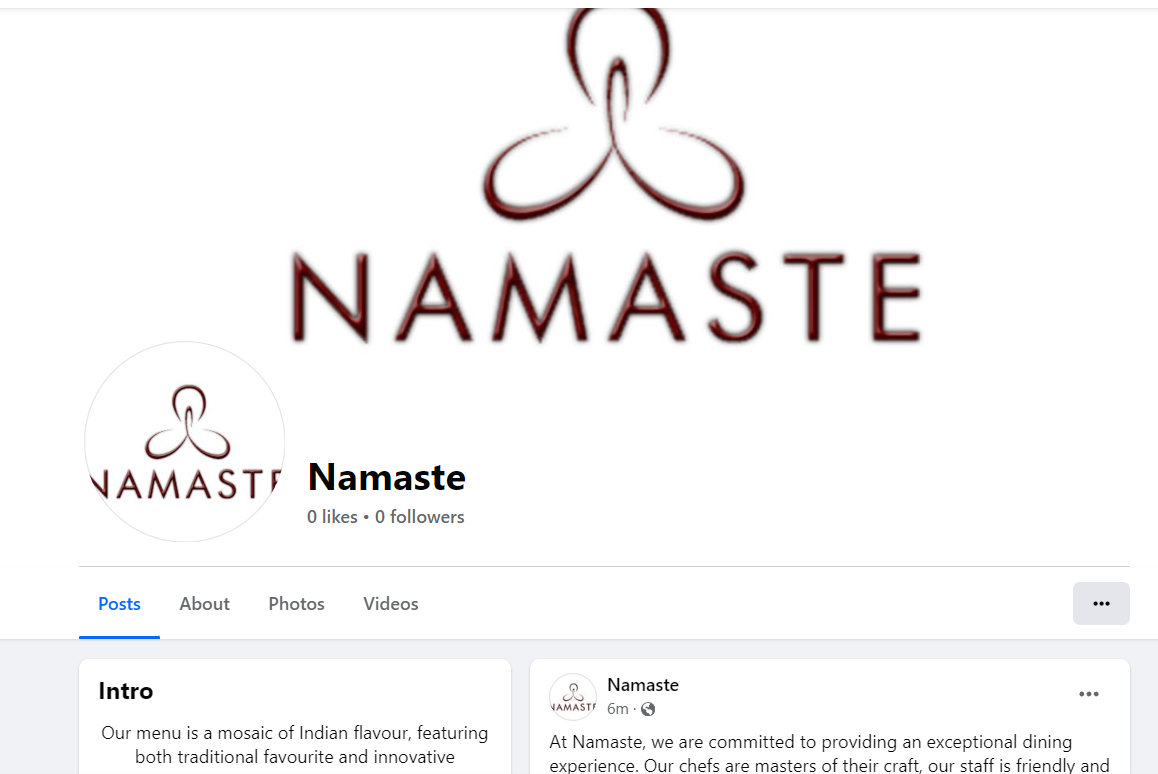 NAMASTE
NAMASTE
Namaste
0 likes • 0 followers
Posts About Photos Videos
Intro
Our menu is a mosaic of Indian flavour, featuring
both traditional favourite and innovative
NAMASTE
Namaste
6m ·
At Namaste, we are committed to providing an exceptional dining
experience. Our chefs are masters of their craft, our staff is friendly and